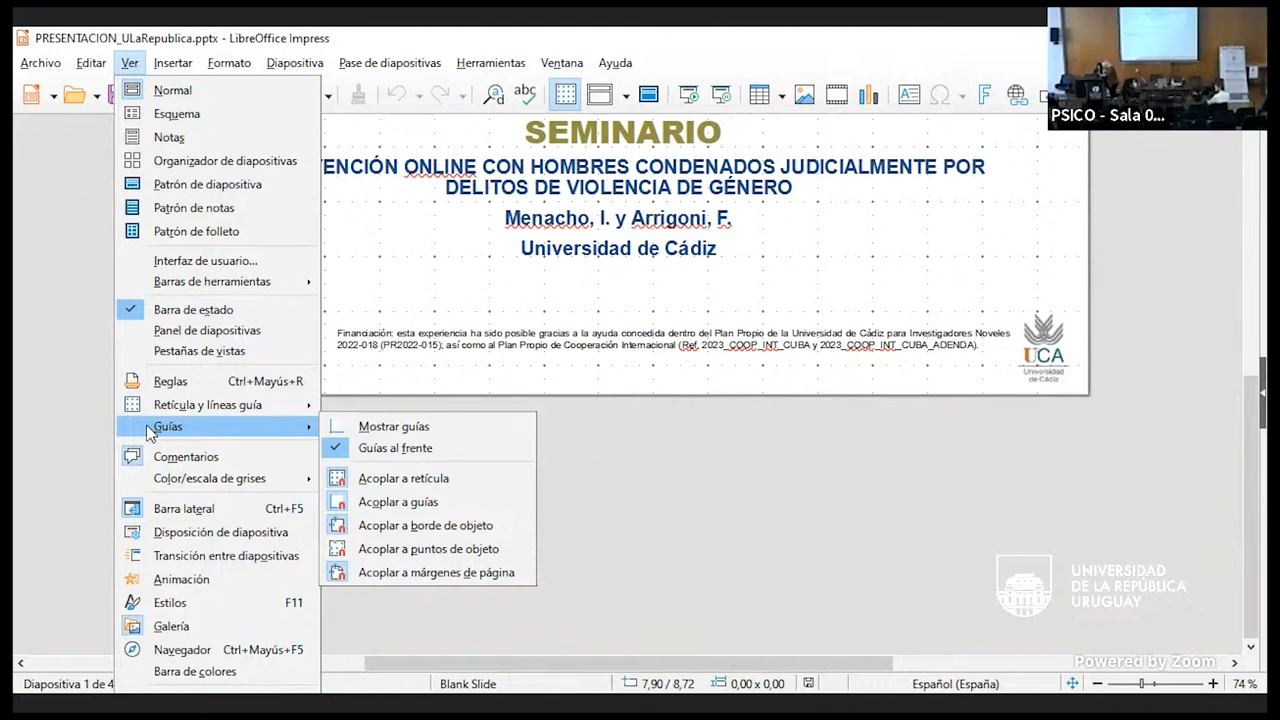 PRESENTACION_ULaRepublica.pptx - LibreOffice Impress
Archivo Editar Ver Insertar Formato Diapositiva Pase de diapositivas Herramientas Ventana Ayuda
PSICO - Sala 0...
Normal
Esquema
Notas
Organizador de diapositivas
Patrón de diapositiva
Patrón de notas
Patrón de folleto
Interfaz de usuario...
Barras de herramientas
Barra de estado
Panel de diapositivas
Pestañas de vistas
Reglas Ctrl+Mayús+R
Retícula y líneas guía
Guías
Comentarios
Color/escala de grises
Barra lateral Ctrl+F5
Disposición de diapositiva
Transición entre diapositivas
Animación
Estilos F11
Galería
Navegador Ctrl+Mayús+F5
Barra de colores
Mostrar guías
Guías al frente
Acoplar a retícula
Acoplar a guías
Acoplar a borde de objeto
Acoplar a puntos de objeto
Acoplar a márgenes de página
SEMINARIO
VENCIÓN ONLINE CON HOMBRES CONDENADOS JUDICIALMENTE POR
DELITOS DE VIOLENCIA DE GÉNERO
Menacho, I. y Arrigoni, F.
Universidad de Cádiz
Financiación: esta experiencia ha sido posible gracias a la ayuda concedida dentro del Plan Propio de la Universidad de Cádiz para Investigadores Noveles
2022-018 (PR2022-015); así como al Plan Propio de Cooperación Internacional (Ref. 2023_COOP_INT_CUBA y 2023_COOP_INT_CUBA_ADENDA).
UCA
Universidad
de Cádiz
UNIVERSIDAD
DE LA REPÚBLICA
URUGUAY
Powered by Zoom
Diapositiva 1 de 4 Blank Slide 7,90 / 8,72 0,00 x 0,00 Español (España) 74 %